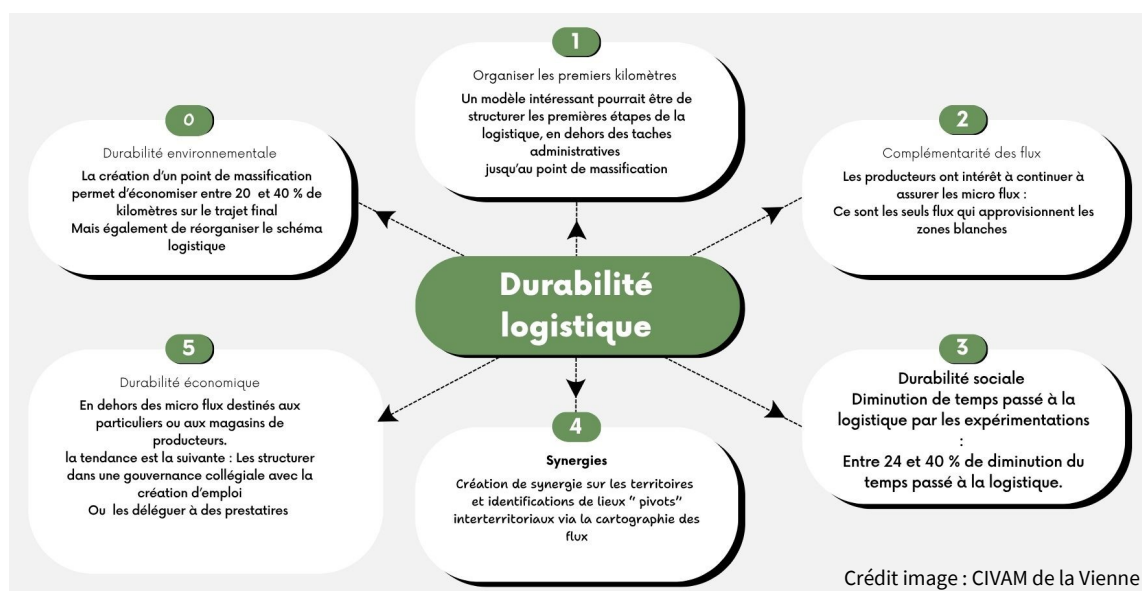 0
Durabilité environnementale
La création d'un point de massification
permet d'économiser entre 20 et 40 % de
kilomètres sur le trajet final
Mais également de réorganiser le schéma
logistique
1
Organiser les premiers kilomètres
Un modèle intéressant pourrait être de
structurer les premières étapes de la
logistique, en dehors des taches
administratives
jusqu'au point de massification
2
Complémentarité des flux
Les producteurs ont intérêt à continuer à
assurer les micro flux :
Ce sont les seuls flux qui approvisionnent les
zones blanches
Durabilité
logistique
3
Durabilité sociale
Diminution de temps passé à la
logistique par les expérimentations
:
Entre 24 et 40 % de diminution du
temps passé à la logistique.
4
Synergies
Création de synergie sur les territoires
et identifications de lieux " pivots"
interterritoriaux via la cartographie des
flux
5
Durabilité économique
En dehors des micro flux destinés aux
particuliers ou aux magasins de
producteurs.
la tendance est la suivante : Les structurer
dans une gouvernance collégiale avec la
création d'emploi
Ou les déléguer à des prestatires
Crédit image : CIVAM de la Vienne